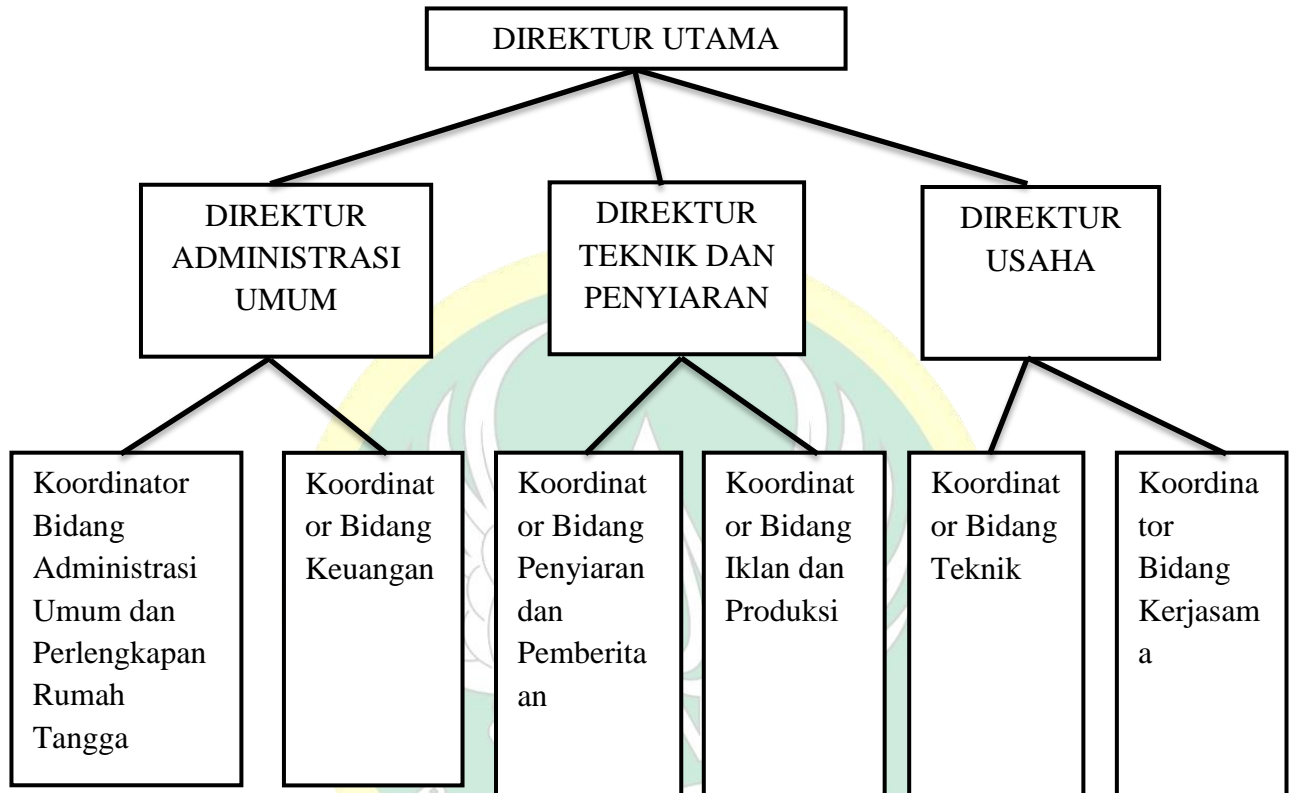 DIREKTUR UTAMA
DIREKTUR
ADMINISTRASI
UMUM
DIREKTUR
TEKNIK DAN
PENYIARAN
DIREKTUR
USAHA
Koordinator
Bidang
Administrasi
Umum dan
Perlengkapan
Rumah
Tangga
Koordinat
or Bidang
Keuangan
Koordinat
or Bidang
Penyiaran
dan
Pemberita
an
Koordinat
or Bidang
Iklan dan
Produksi
Koordinat
or Bidang
Teknik
Koordina
tor
Bidang
Kerjasam
a